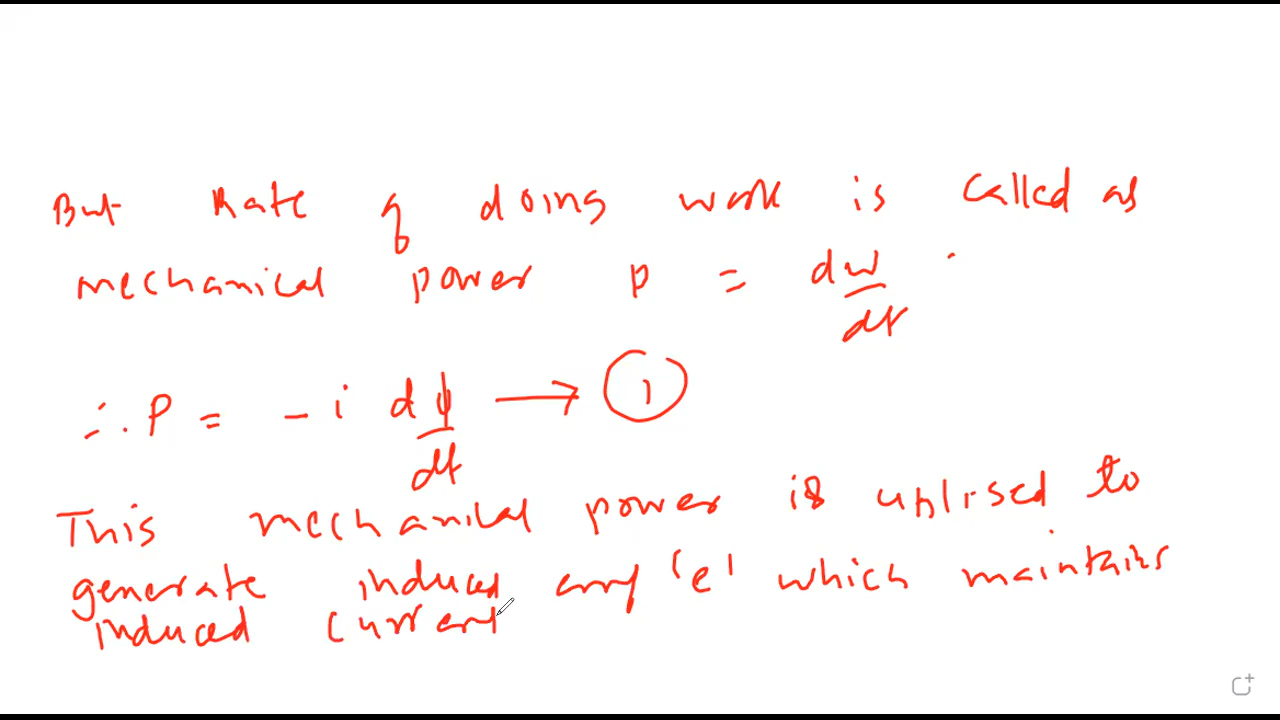 But Rate of doing work is called as
mechanical power P = dw/dt
∴ P = - i dϕ/dt → ①
This mechanical power is utilised to
generate induced emf 'e' which maintains
induced current